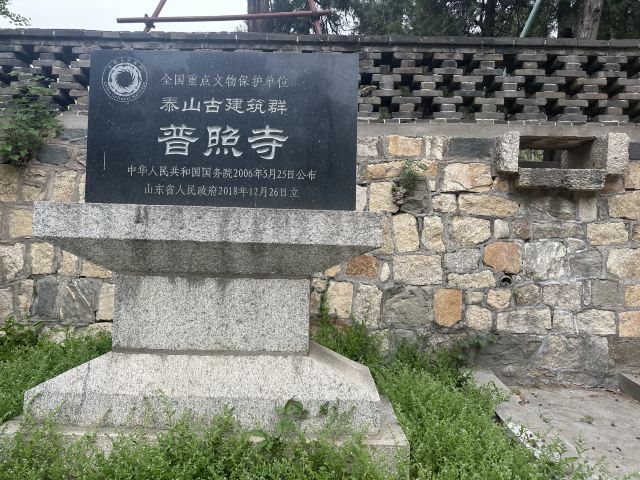 全国重点文物保护单位
泰山古建筑群
普照寺
中华人民共和国国务院2006年5月25日公布
山东省人民政府2018年12月26日立